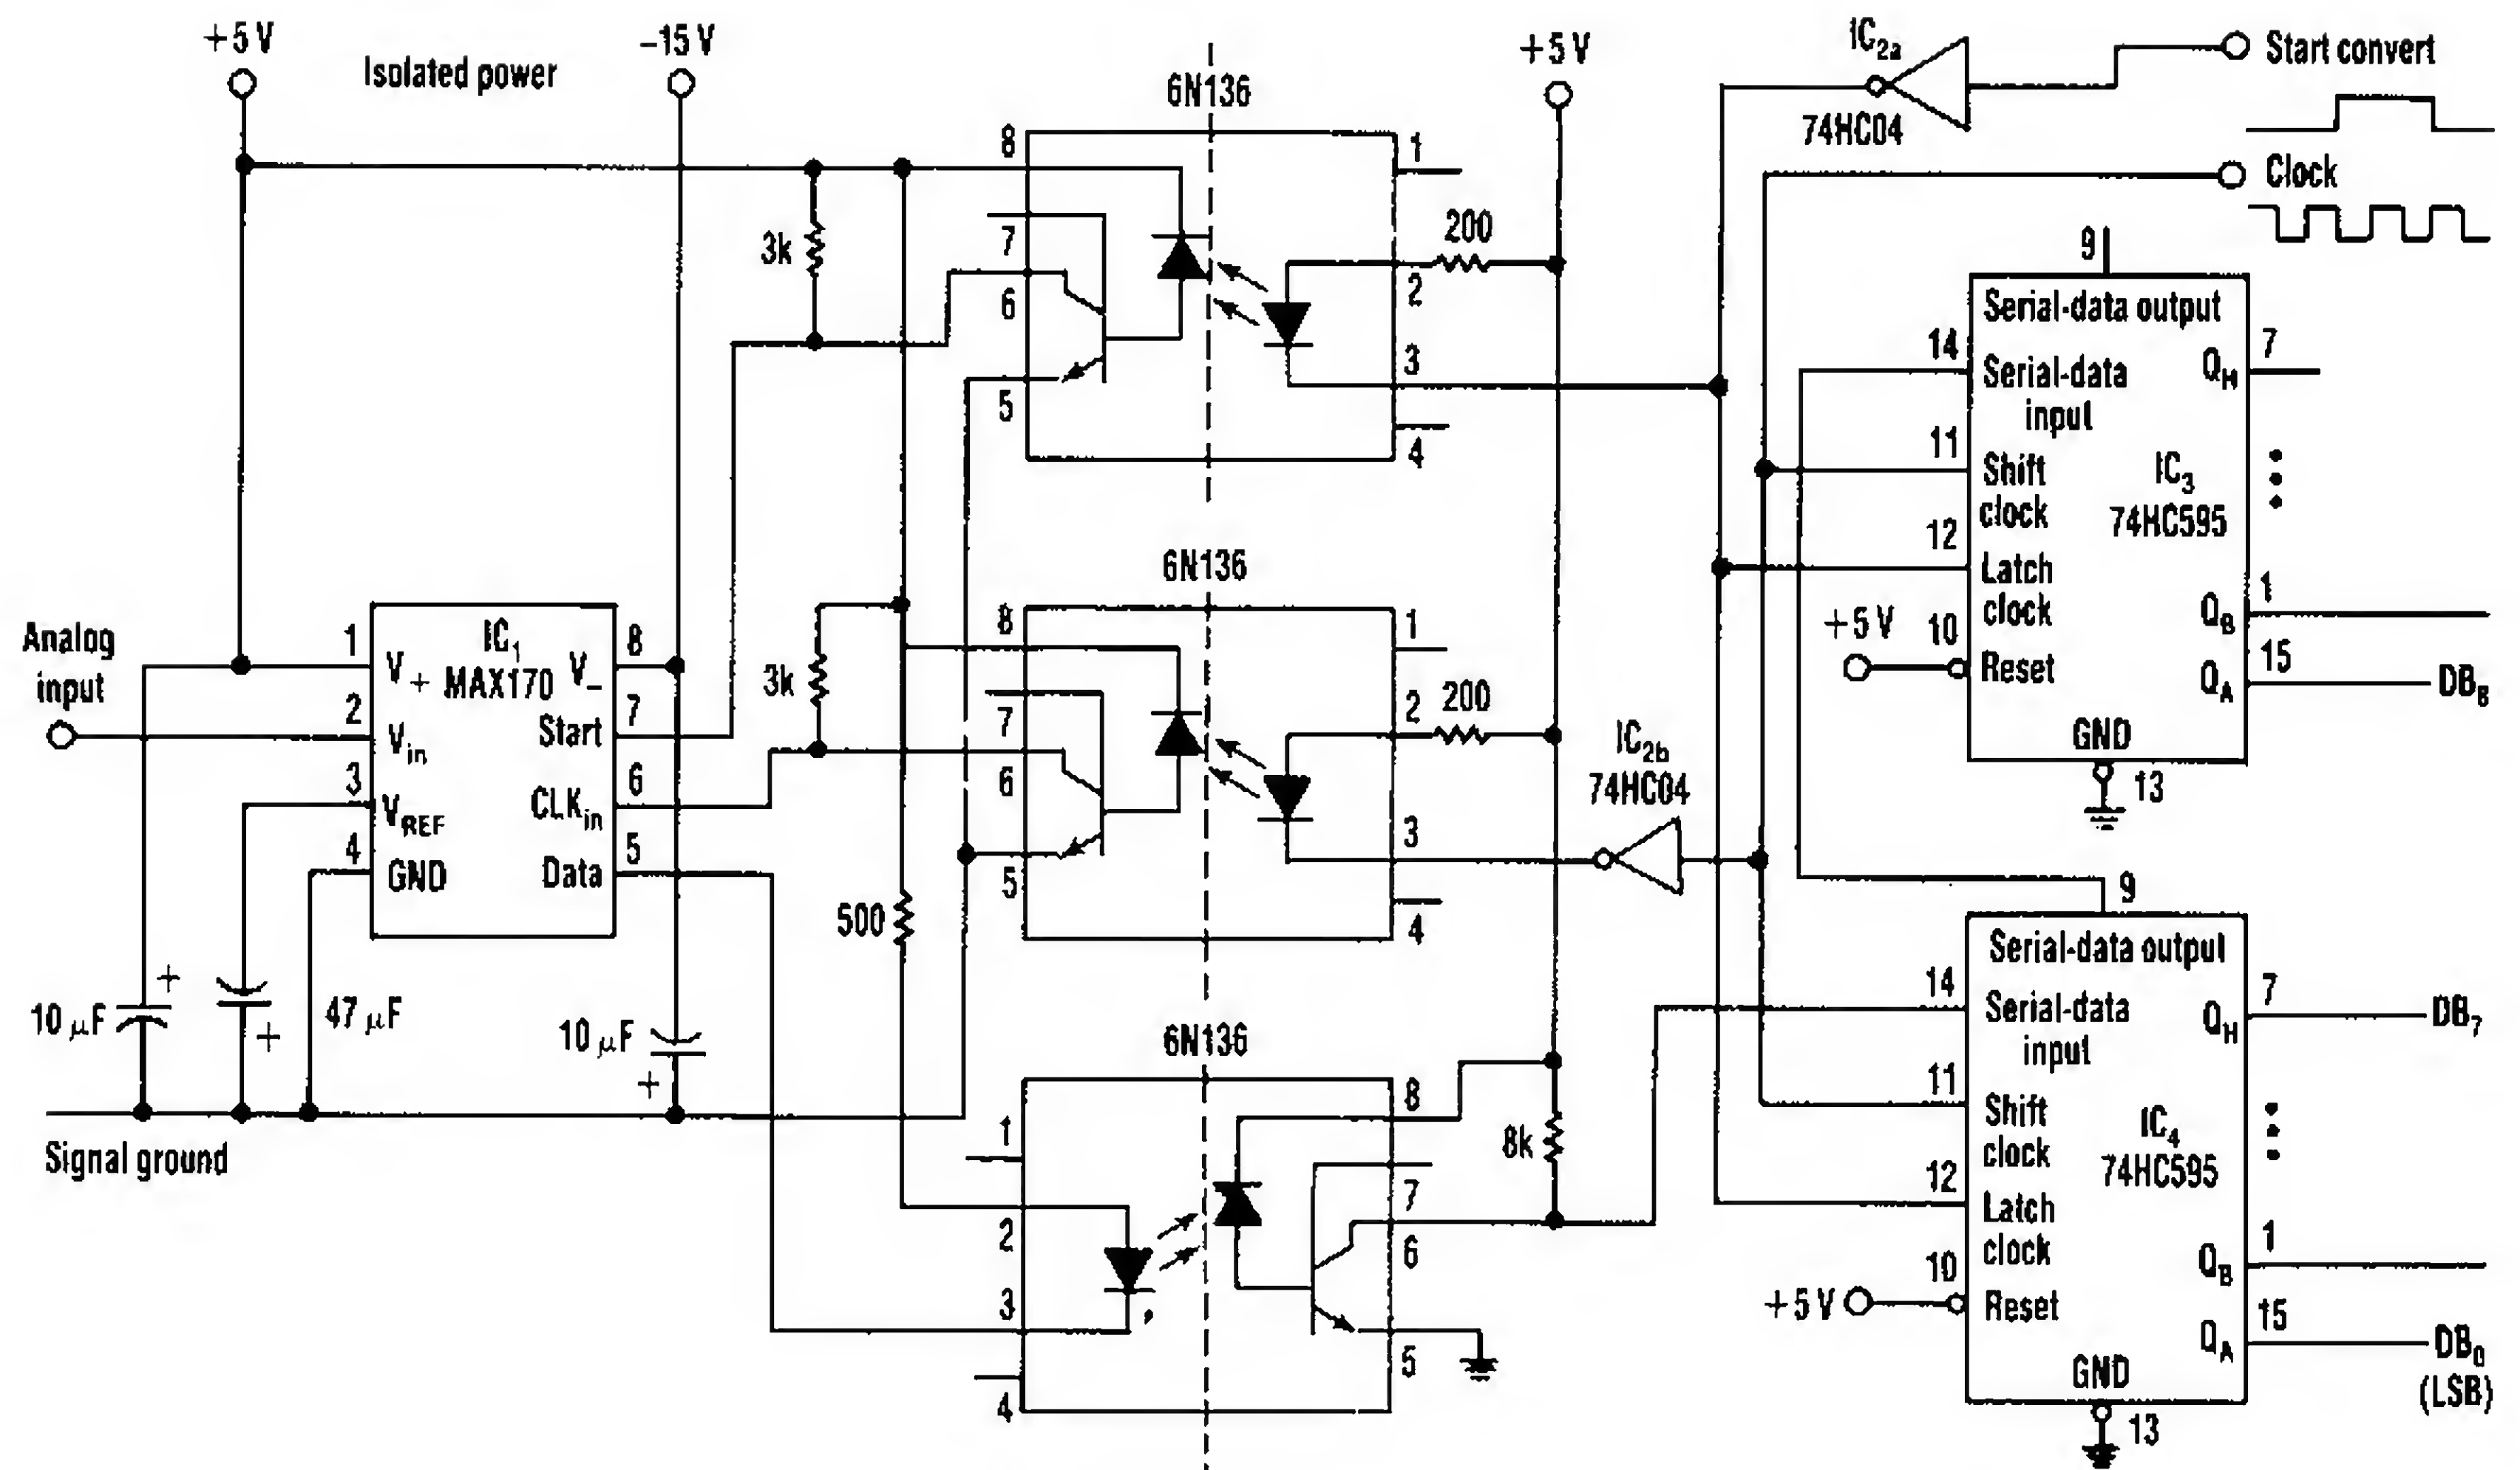 +5 V
Isolated power
−15 V
6N136
+5 V
IC2a
74HC04
Start convert
Clock
8
7
6
5
1
2
3
4
3k
200
9
Serial-data output
14
Serial-data
input
11
Shift
clock
12
Latch
clock
+5 V
10
Reset
QH
7
IC3
74HC595
QB
1
QA
15
DB8
GND
13
Analog
input
1
V+
2
Vin
3
VREF
4
GND
IC1
MAX170
8
V−
7
Start
6
CLKin
5
Data
3k
6N136
8
7
6
5
1
2
3
4
200
IC2b
74HC04
500
10 μF
+
+
47 μF
10 μF
+
Signal ground
6N136
1
2
3
4
8
7
6
5
8k
9
Serial-data output
14
Serial-data
input
11
Shift
clock
12
Latch
clock
10
+5 V
Reset
QH
7
DB7
IC4
74HC595
QB
1
QA
15
DB0
(LSB)
GND
13